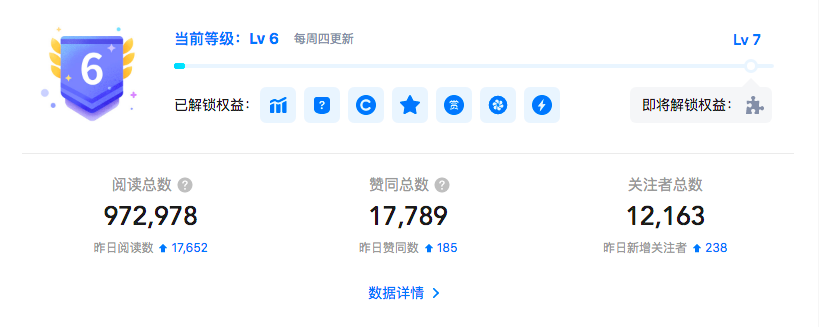 6
当前等级：Lv 6 每周四更新
Lv 7
已解锁权益：
?
C
赏
即将解锁权益：
阅读总数 ? 赞同总数 ? 关注者总数
972,978 17,789 12,163
昨日阅读数 17,652 昨日赞同数 185 昨日新增关注者 238
数据详情 >